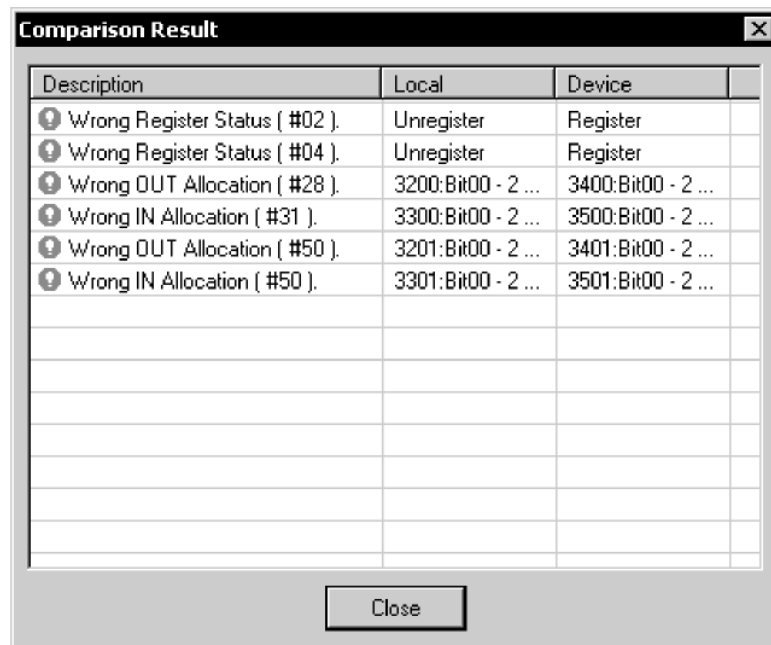 Comparison Result
Description Local Device
Wrong Register Status ( #02 ). Unregister Register
Wrong Register Status ( #04 ). Unregister Register
Wrong OUT Allocation ( #28 ). 3200:Bit00 - 2 ... 3400:Bit00 - 2 ...
Wrong IN Allocation ( #31 ). 3300:Bit00 - 2 ... 3500:Bit00 - 2 ...
Wrong OUT Allocation ( #50 ). 3201:Bit00 - 2 ... 3401:Bit00 - 2 ...
Wrong IN Allocation ( #50 ). 3301:Bit00 - 2 ... 3501:Bit00 - 2 ...
Close